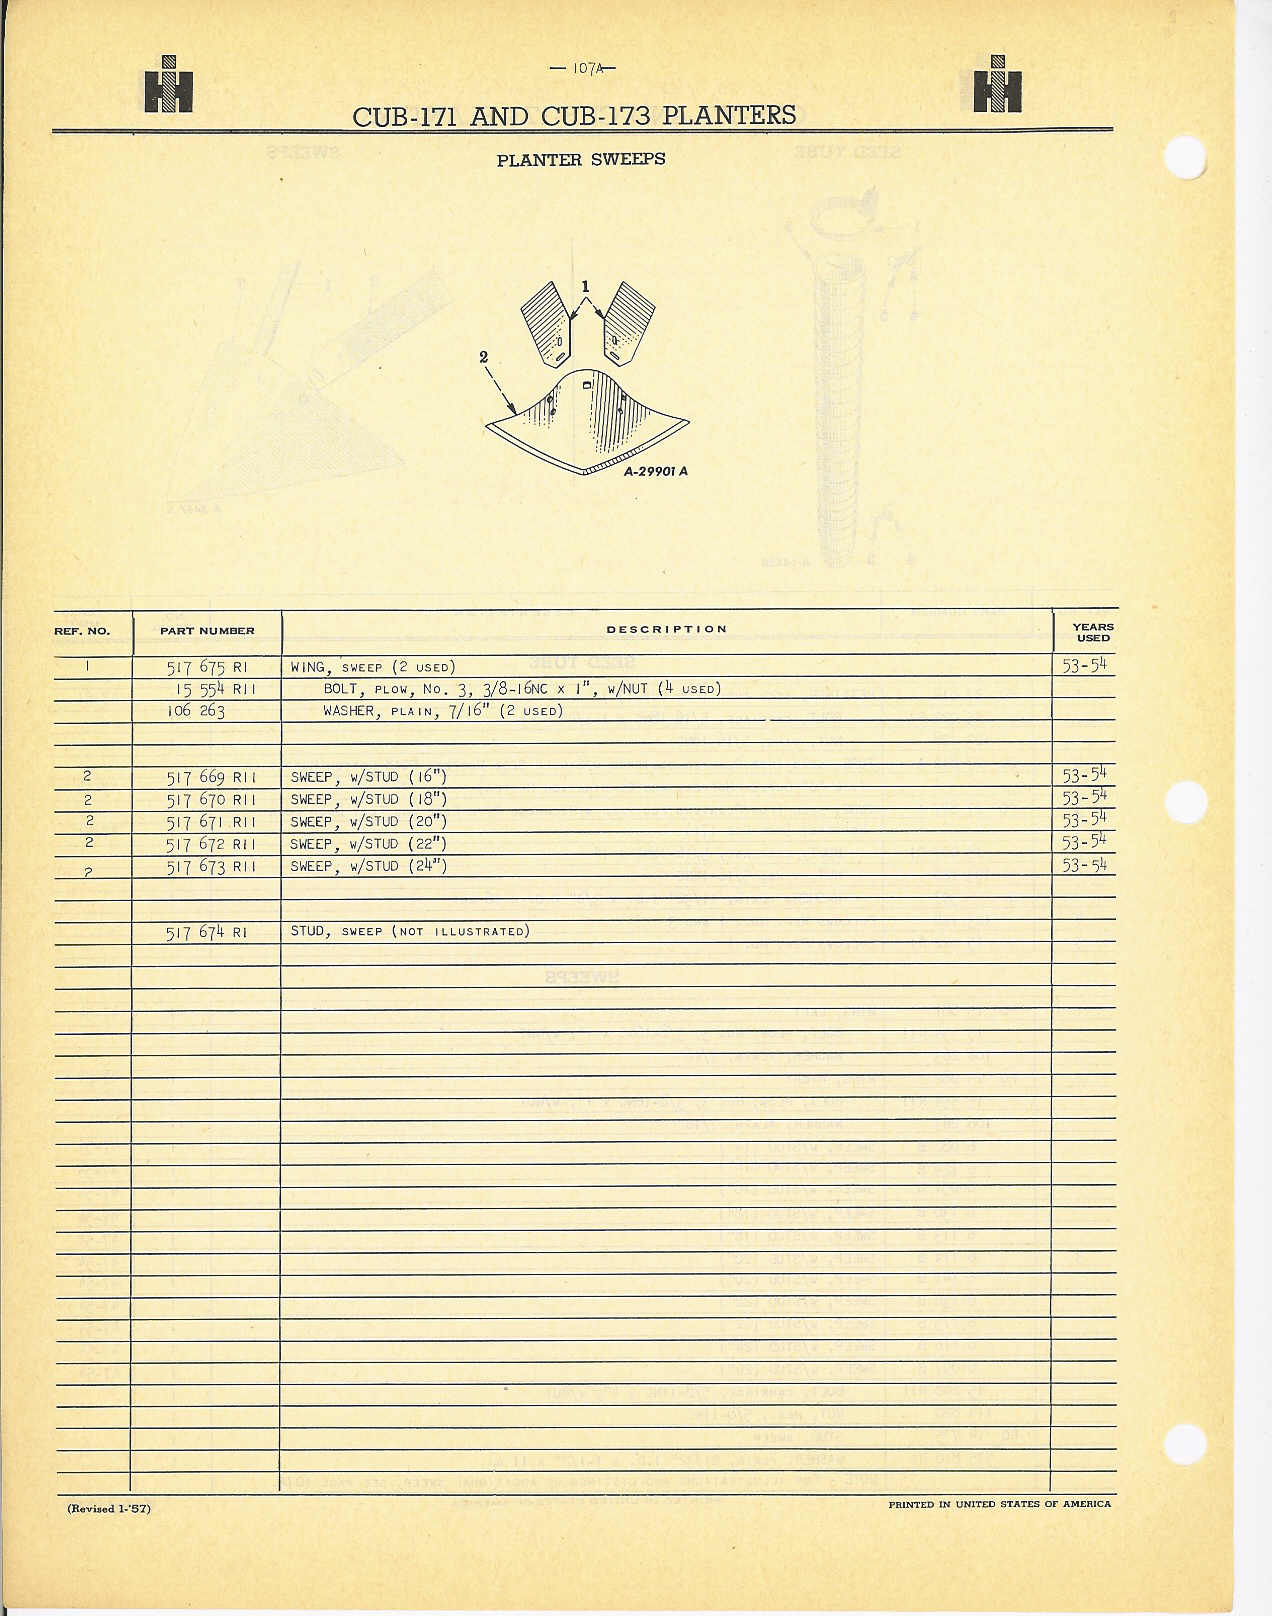 — 107A —
CUB-171 AND CUB-173 PLANTERS
PLANTER SWEEPS
1
2
A-29901 A
REF. NO. PART NUMBER DESCRIPTION YEARS USED
1 517 675 R1 WING, SWEEP (2 USED) 53-54
15 554 R11 BOLT, PLOW, No. 3, 3/8-16NC x 1", w/NUT (4 USED)
106 263 WASHER, PLAIN, 7/16" (2 USED)
2 517 669 R11 SWEEP, w/STUD (16") 53-54
2 517 670 R11 SWEEP, w/STUD (18") 53-54
2 517 671 R11 SWEEP, w/STUD (20") 53-54
2 517 672 R11 SWEEP, w/STUD (22") 53-54
2 517 673 R11 SWEEP, w/STUD (24") 53-54
517 674 R1 STUD, SWEEP (NOT ILLUSTRATED)
(Revised 1-'57) PRINTED IN UNITED STATES OF AMERICA